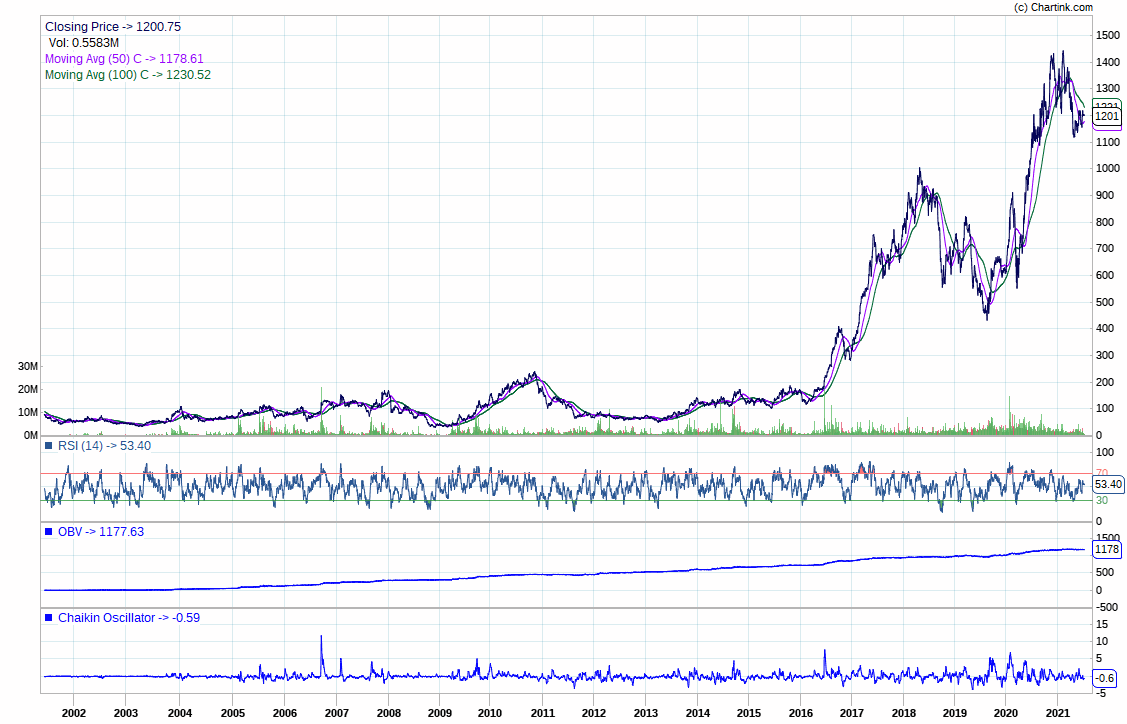 (c) Chartink.com
Closing Price -> 1200.75
Vol: 0.5583M
Moving Avg (50) C -> 1178.61
Moving Avg (100) C -> 1230.52
1500
1400
1300
1201
1100
1000
900
800
700
600
500
400
300
200
100
0
30M
20M
10M
0M
RSI (14) -> 53.40
100
70
53.40
30
0
OBV -> 1177.63
1500
1178
500
0
-500
Chaikin Oscillator -> -0.59
15
10
5
-0.6
-5
2002 2003 2004 2005 2006 2007 2008 2009 2010 2011 2012 2013 2014 2015 2016 2017 2018 2019 2020 2021